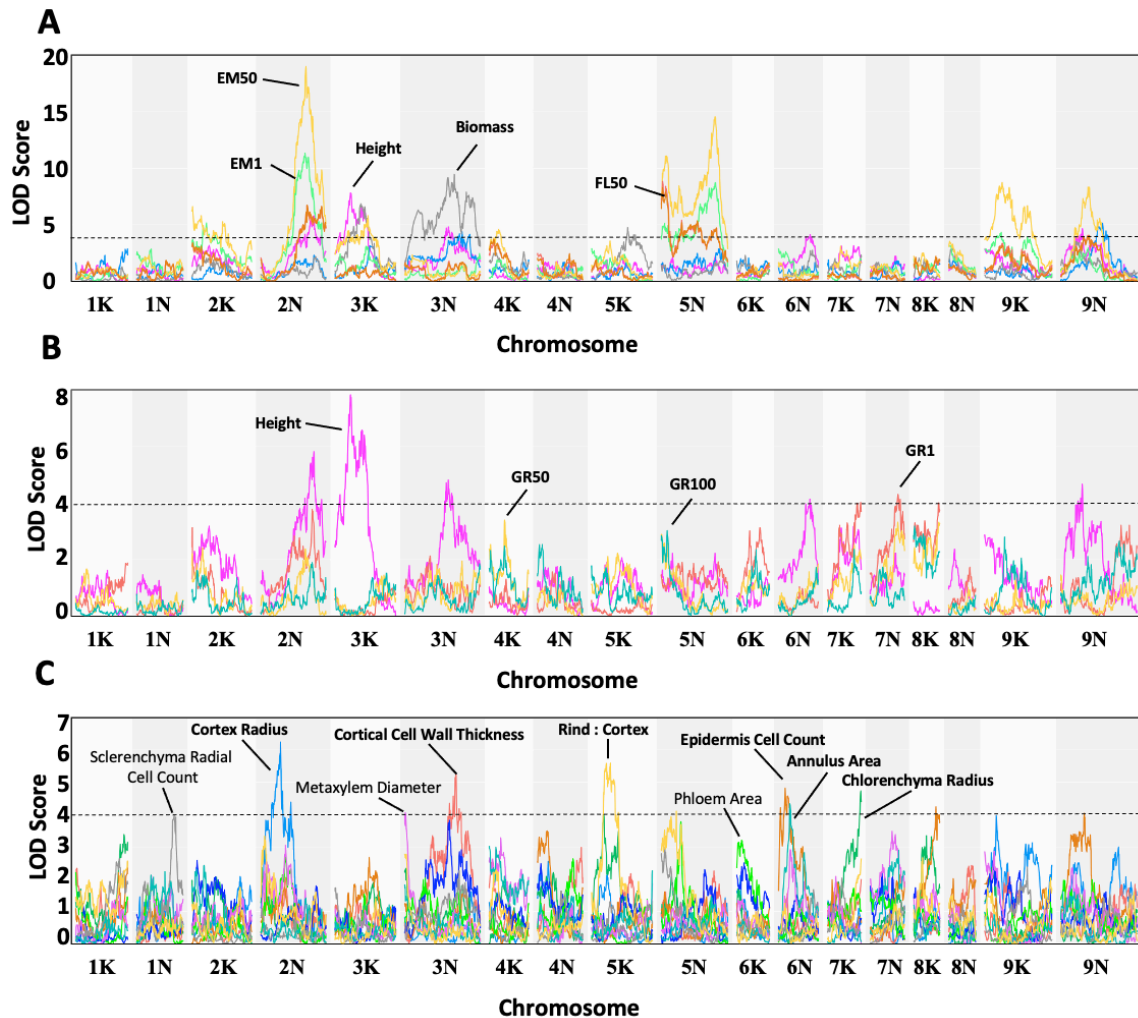 A
20
15
10
5
0
LOD Score
EM50
EM1
Height
Biomass
FL50
1K 1N 2K 2N 3K 3N 4K 4N 5K 5N 6K 6N 7K 7N 8K 8N 9K 9N
Chromosome
B
8
6
4
2
0
LOD Score
Height
GR50
GR100
GR1
1K 1N 2K 2N 3K 3N 4K 4N 5K 5N 6K 6N 7K 7N 8K 8N 9K 9N
Chromosome
C
7
6
5
4
3
2
1
0
LOD Score
Sclerenchyma Radial
Cell Count
Cortex Radius
Metaxylem Diameter
Cortical Cell Wall Thickness
Rind : Cortex
Phloem Area
Epidermis Cell Count
Annulus Area
Chlorenchyma Radius
1K 1N 2K 2N 3K 3N 4K 4N 5K 5N 6K 6N 7K 7N 8K 8N 9K 9N
Chromosome